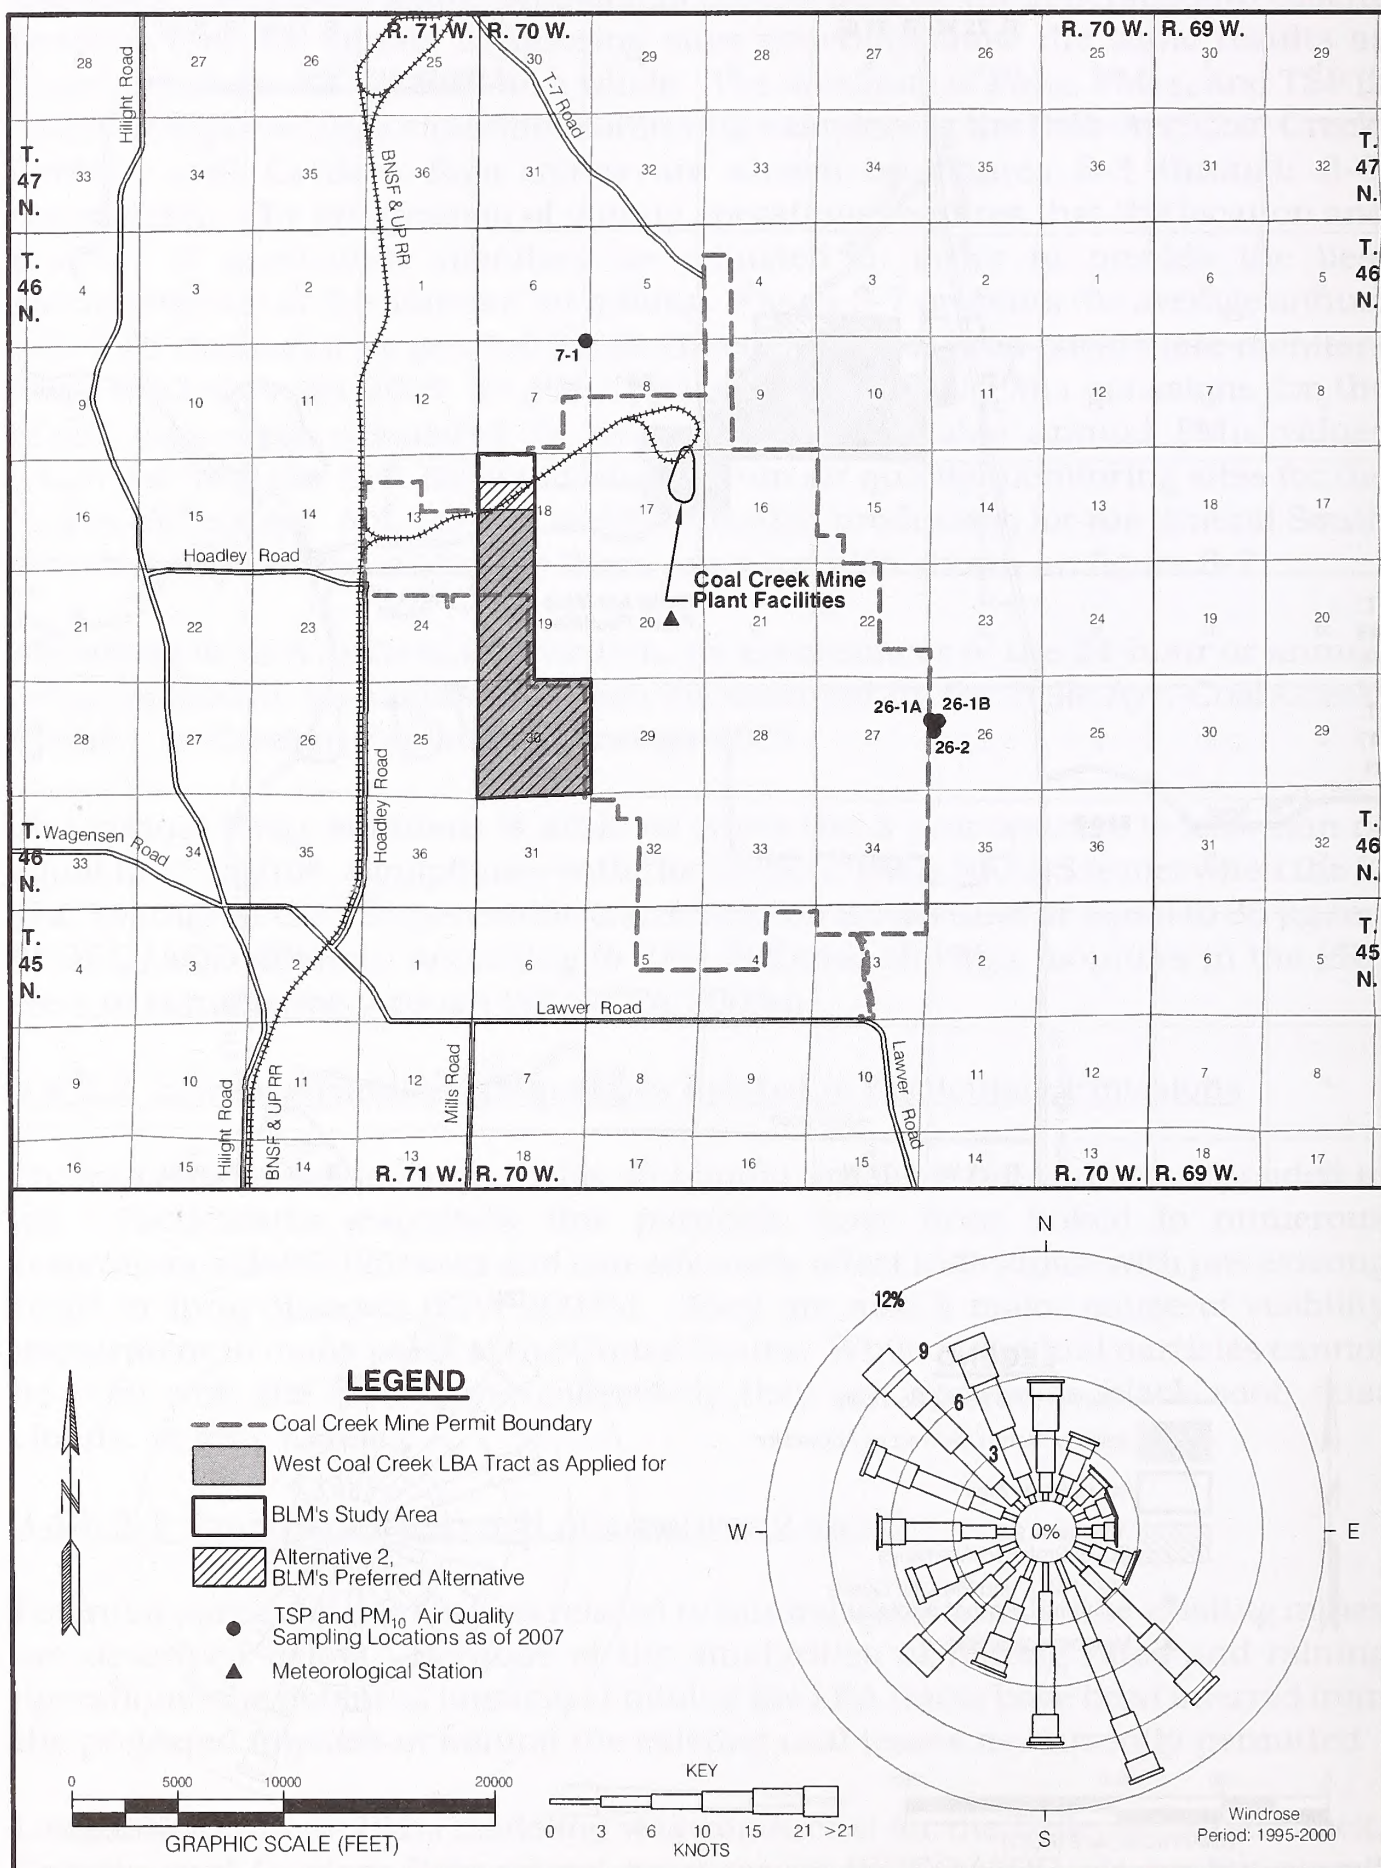 R. 71 W. R. 70 W. R. 70 W. R. 69 W.
28 27 26 25 30 29 28 27 26 25 30 29
Hilight Road
T-7 Road
BNSF & UP RR
T. 47 N.
33 34 35 36 31 32 33 34 35 36 31 32
T. 47 N.
T. 46 N.
4 3 2 1 6 5 4 3 2 1 6 5
T. 46 N.
7-1
9 10 11 12 7 8 9 10 11 12 7 8
16 15 14 13 18 17 16 15 14 13 18 17
Hoadley Road
Coal Creek Mine
Plant Facilities
21 22 23 24 19 20 21 22 23 24 19 20
26-1A 26-1B
28 27 26 25 30 29 28 27 26 25 30 29
26-2
Hoadley Road
T. 46 N.
Wagensen Road
33 34 35 36 31 32 33 34 35 36 31 32
T. 46 N.
T. 45 N.
4 3 2 1 6 5 4 3 2 1 6 5
T. 45 N.
Lawver Road
9 10 11 12 7 8 9 10 11 12 7 8
Hilight Road
BNSF & UP RR
Mills Road
Lawver Road
16 15 14 13 18 17 16 15 14 13 18 17
R. 71 W. R. 70 W. R. 70 W. R. 69 W.
N
LEGEND
Coal Creek Mine Permit Boundary
West Coal Creek LBA Tract as Applied for
BLM's Study Area
Alternative 2,
BLM's Preferred Alternative
TSP and PM10 Air Quality
Sampling Locations as of 2007
Meteorological Station
0 5000 10000 20000
GRAPHIC SCALE (FEET)
KEY
0 3 6 10 15 21 >21
KNOTS
N
12%
9
6
3
W 0% E
S
Windrose
Period: 1995-2000